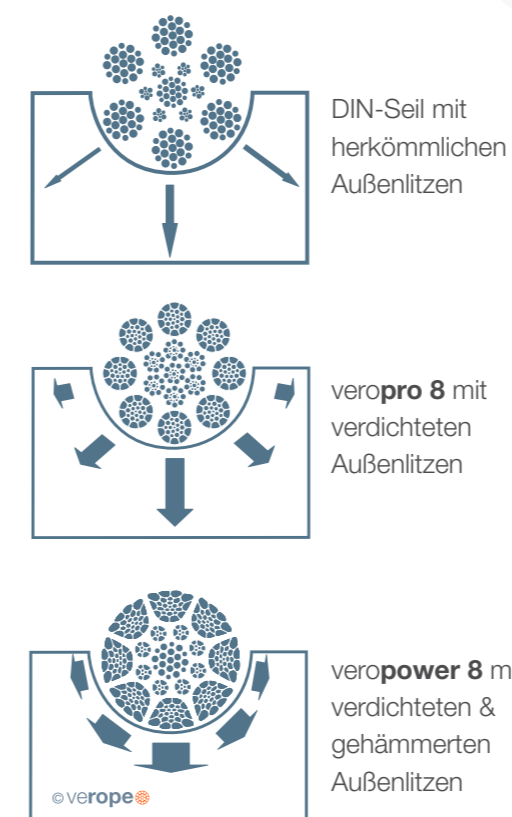 DIN-Seil mit
herkömmlichen
Außenlitzen
veropro 8 mit
verdichteten
Außenlitzen
veropower 8 m
verdichteten &
gehämmerten
Außenlitzen
©verope